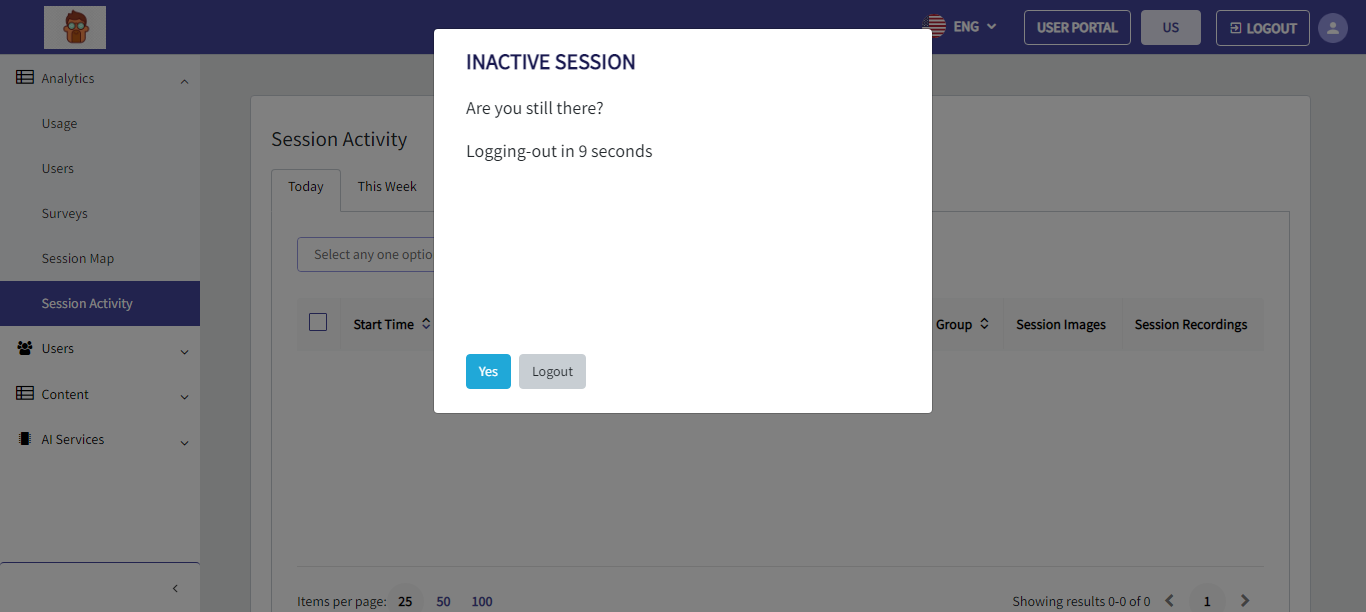 ENG
USER PORTAL
US
LOGOUT
INACTIVE SESSION
Are you still there?
Logging-out in 9 seconds
Yes
Logout
Analytics
Usage
Users
Surveys
Session Map
Session Activity
Users
Content
AI Services
Session Activity
Today
This Week
Select any one optio
Start Time
Group
Session Images
Session Recordings
Items per page: 25 50 100
Showing results 0-0 of 0
1